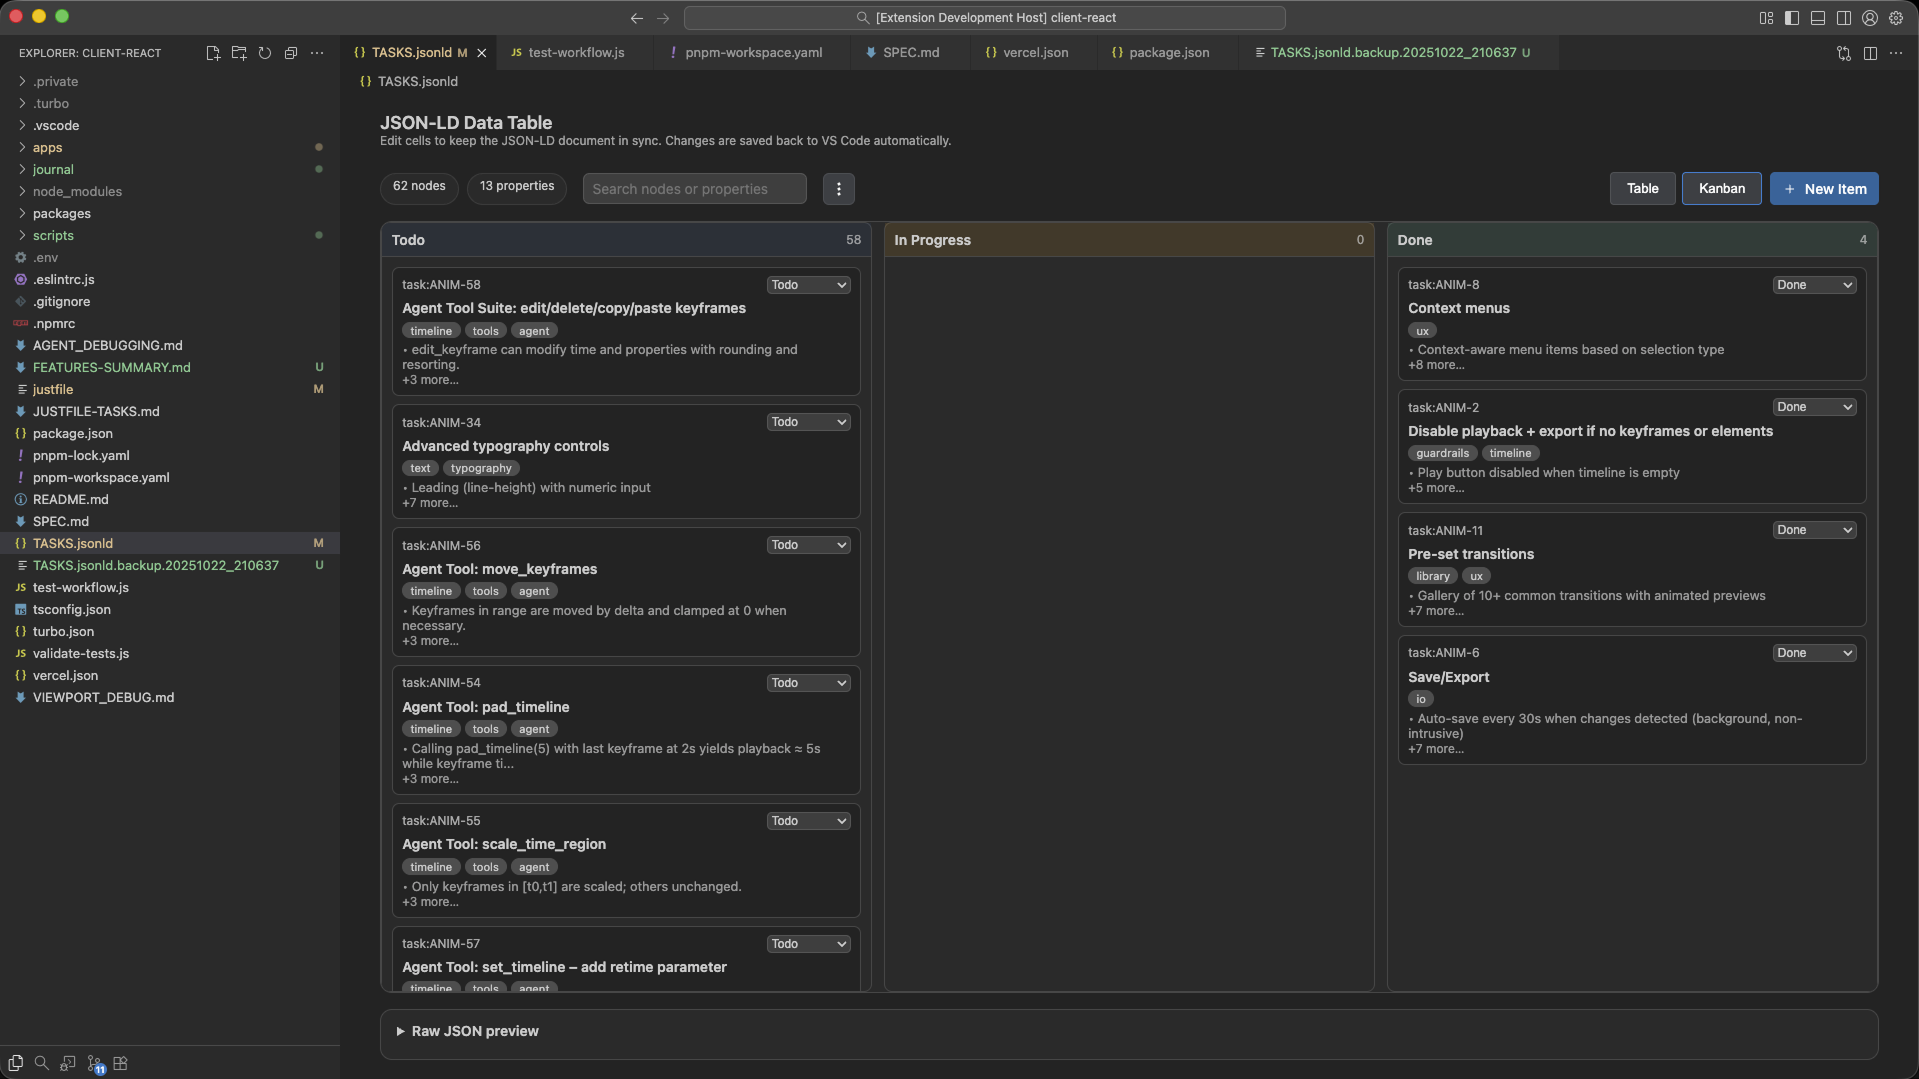 [Extension Development Host] client-react
EXPLORER: CLIENT-REACT
.private
.turbo
.vscode
apps
journal
node_modules
packages
scripts
.env
.eslintrc.js
.gitignore
.npmrc
AGENT_DEBUGGING.md
FEATURES-SUMMARY.md U
justfile M
JUSTFILE-TASKS.md
package.json
pnpm-lock.yaml
pnpm-workspace.yaml
README.md
SPEC.md
TASKS.jsonld M
TASKS.jsonld.backup.20251022_210637 U
test-workflow.js
tsconfig.json
turbo.json
validate-tests.js
vercel.json
VIEWPORT_DEBUG.md
11
{} TASKS.jsonld M
JS test-workflow.js
! pnpm-workspace.yaml
SPEC.md
{} vercel.json
{} package.json
TASKS.jsonld.backup.20251022_210637 U
{} TASKS.jsonld
JSON-LD Data Table
Edit cells to keep the JSON-LD document in sync. Changes are saved back to VS Code automatically.
62 nodes
13 properties
Search nodes or properties
Table
Kanban
+ New Item
Todo 58
task:ANIM-58 Todo
Agent Tool Suite: edit/delete/copy/paste keyframes
timeline tools agent
• edit_keyframe can modify time and properties with rounding and
resorting.
+3 more...
task:ANIM-34 Todo
Advanced typography controls
text typography
• Leading (line-height) with numeric input
+7 more...
task:ANIM-56 Todo
Agent Tool: move_keyframes
timeline tools agent
• Keyframes in range are moved by delta and clamped at 0 when
necessary.
+3 more...
task:ANIM-54 Todo
Agent Tool: pad_timeline
timeline tools agent
• Calling pad_timeline(5) with last keyframe at 2s yields playback ≈ 5s
while keyframe ti...
+3 more...
task:ANIM-55 Todo
Agent Tool: scale_time_region
timeline tools agent
• Only keyframes in [t0,t1] are scaled; others unchanged.
+3 more...
task:ANIM-57 Todo
Agent Tool: set_timeline – add retime parameter
timeline tools agent
In Progress 0
Done 4
task:ANIM-8 Done
Context menus
ux
• Context-aware menu items based on selection type
+8 more...
task:ANIM-2 Done
Disable playback + export if no keyframes or elements
guardrails timeline
• Play button disabled when timeline is empty
+5 more...
task:ANIM-11 Done
Pre-set transitions
library ux
• Gallery of 10+ common transitions with animated previews
+7 more...
task:ANIM-6 Done
Save/Export
io
• Auto-save every 30s when changes detected (background, non-
intrusive)
+7 more...
Raw JSON preview